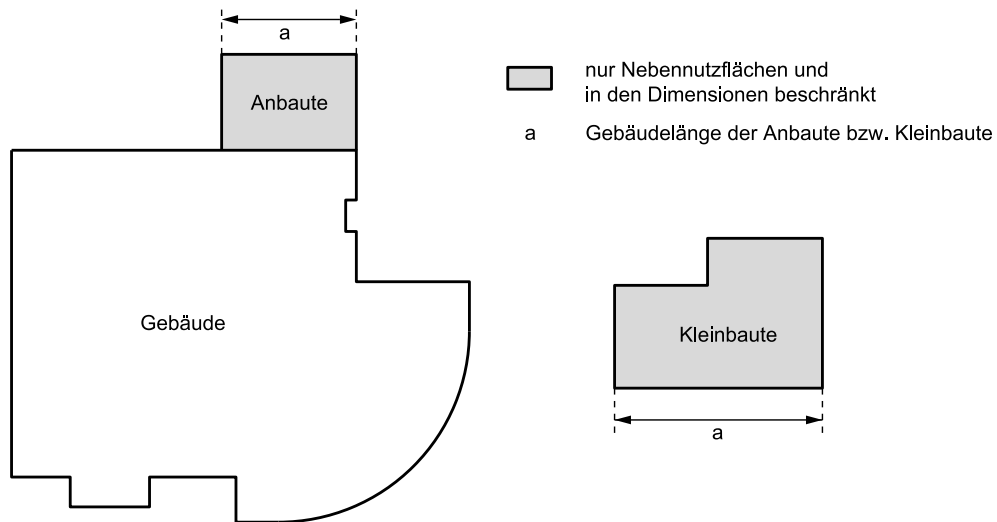 a
Anbaute
nur Nebennutzflächen und
in den Dimensionen beschränkt
a Gebäudelänge der Anbaute bzw. Kleinbaute
Gebäude
Kleinbaute
a